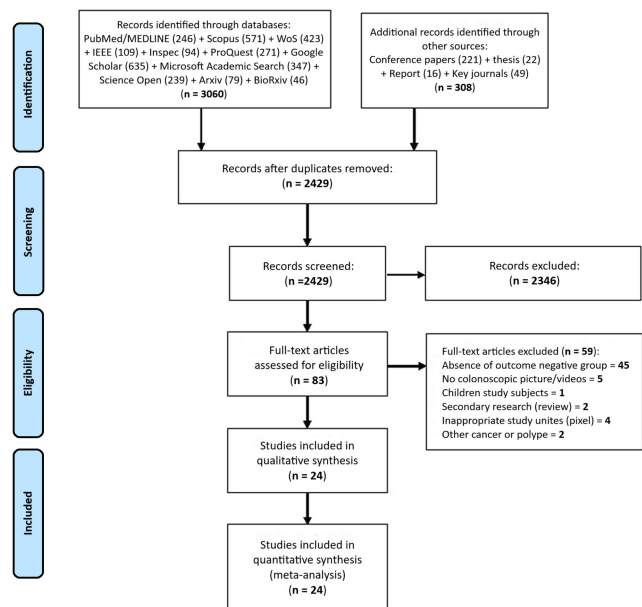 Identification
Records identified through databases:
PubMed/MEDLINE (246) + Scopus (571) + WoS (423)
+ IEEE (109) + Inspec (94) + ProQuest (271) + Google
Scholar (635) + Microsoft Academic Search (347) +
Science Open (239) + Arxiv (79) + BioRxiv (46)
(n = 3060)
Additional records identified through
other sources:
Conference papers (221) + thesis (22)
+ Report (16) + Key journals (49)
(n = 308)
Records after duplicates removed:
(n = 2429)
Screening
Records screened:
(n =2429)
Records excluded:
(n = 2346)
Eligibility
Full-text articles
assessed for eligibility
(n = 83)
Full-text articles excluded (n = 59):
Absence of outcome negative group = 45
No colonoscopic picture/videos = 5
Children study subjects = 1
Secondary research (review) = 2
Inappropriate study unites (pixel) = 4
Other cancer or polype = 2
Studies included in
qualitative synthesis
(n = 24)
Included
Studies included in
quantitative synthesis
(meta-analysis)
(n = 24)